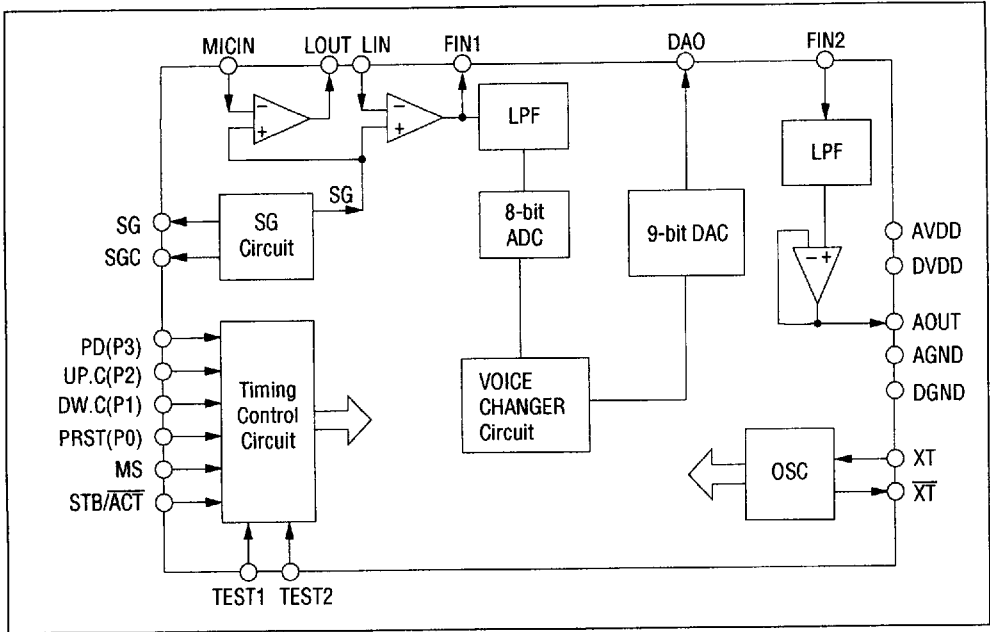 MICIN LOUT LIN FIN1 DAO FIN2
LPF
LPF
− +
− +
− +
SG
SG
SGC
SG
Circuit
8-bit
ADC
9-bit DAC
AVDD
DVDD
AOUT
AGND
DGND
PD(P3)
UP.C(P2)
DW.C(P1)
PRST(P0)
MS
STB/A̅C̅T̅
Timing
Control
Circuit
VOICE
CHANGER
Circuit
OSC
XT
X̅T̅
TEST1 TEST2